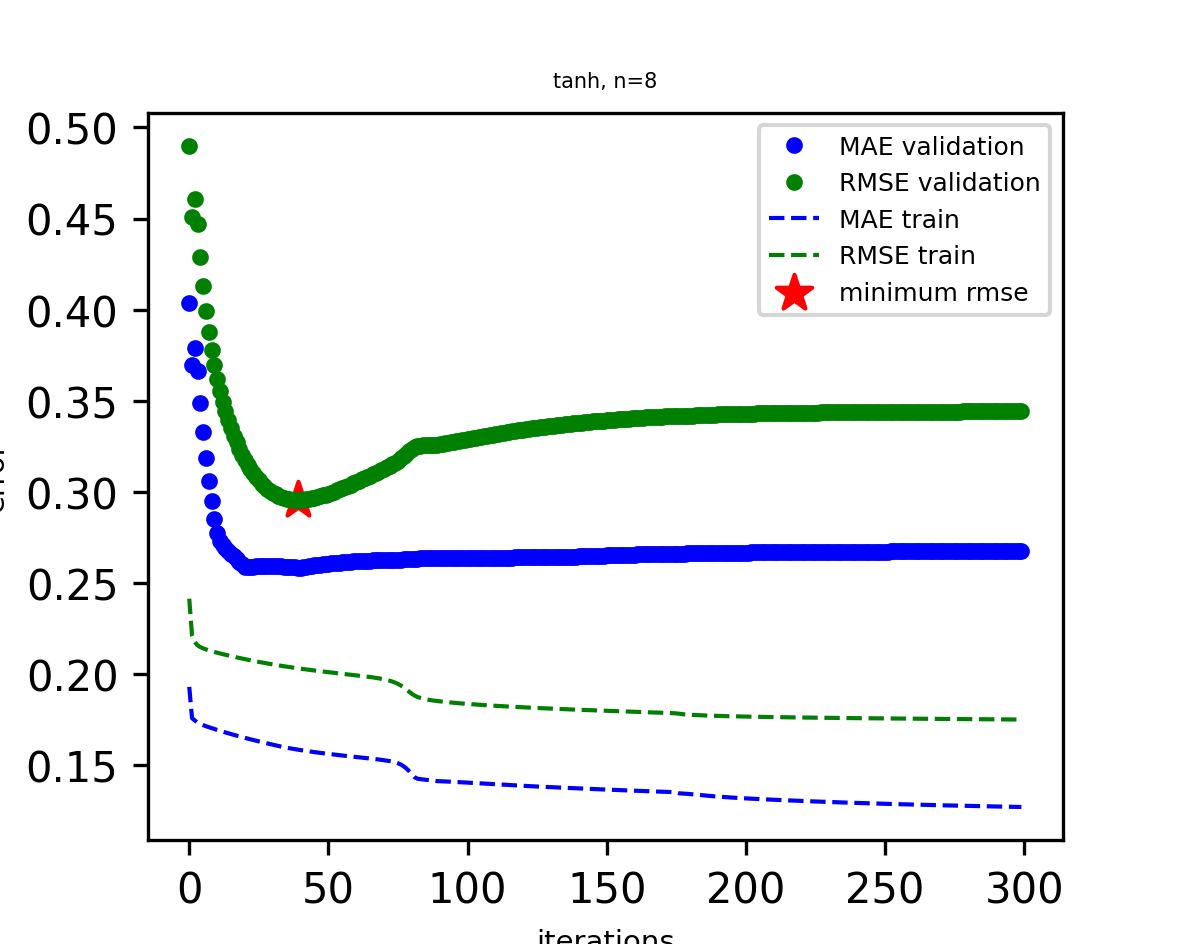 tanh, n=8
0.50
0.45
0.40
0.35
0.30
0.25
0.20
0.15
MAE validation
RMSE validation
MAE train
RMSE train
minimum rmse
0 50 100 150 200 250 300
iterations